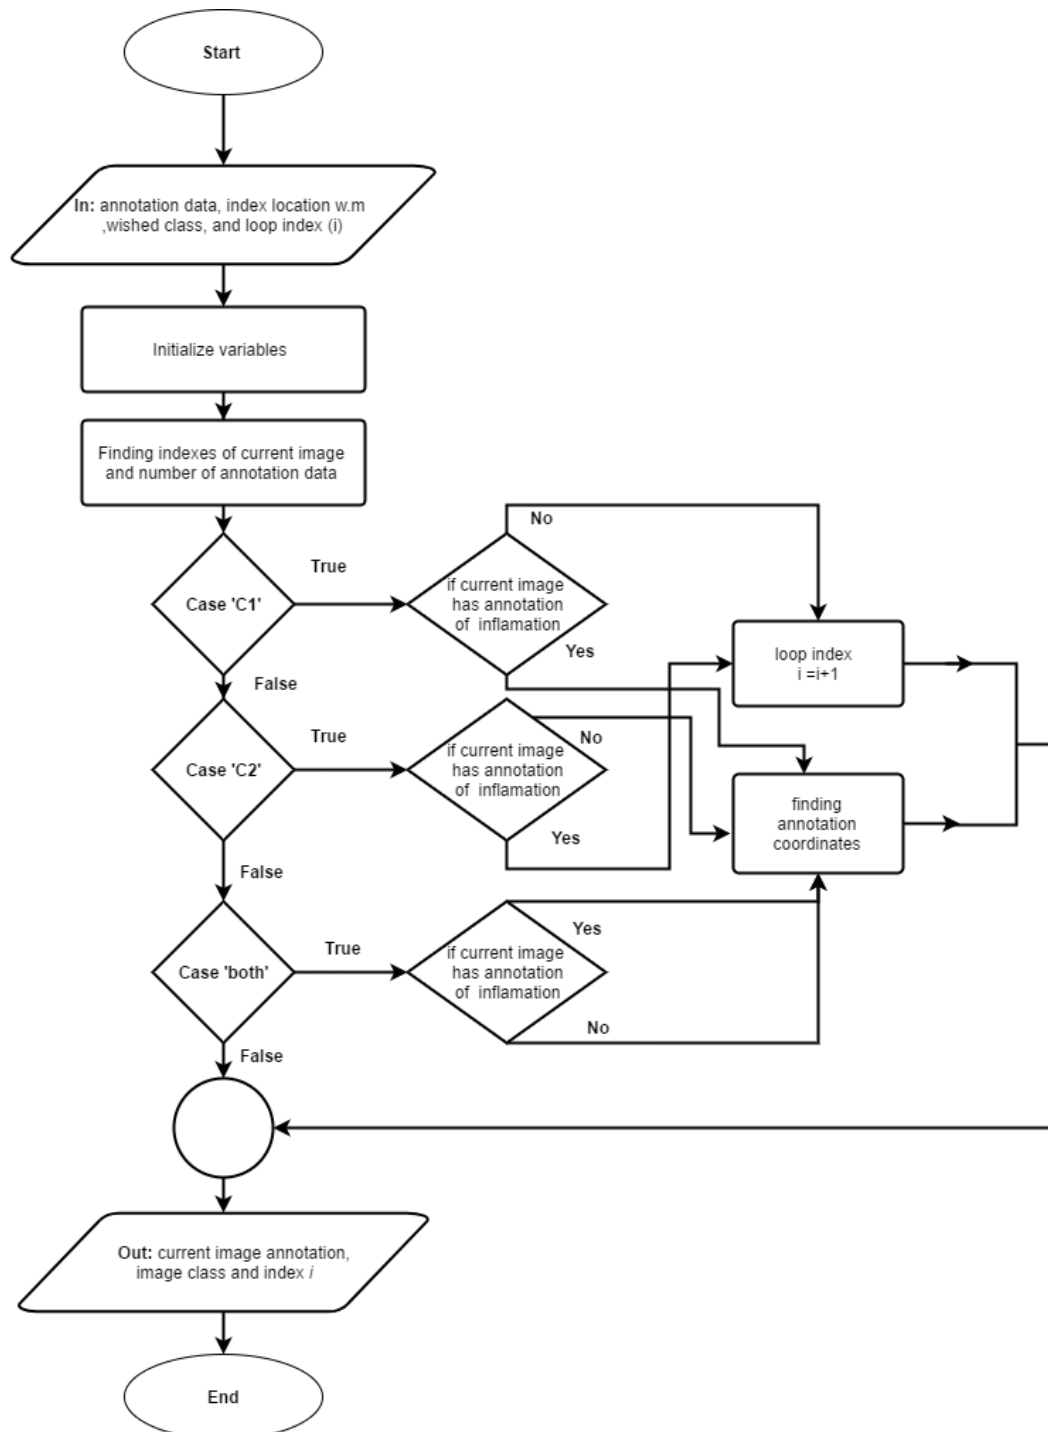 Start
In: annotation data, index location w.m
,wished class, and loop index (i)
Initialize variables
Finding indexes of current image
and number of annotation data
No
True
if current image
has annotation
of inflamation
Case 'C1'
Yes
loop index
i =i+1
False
True
No
if current image
has annotation
of inflamation
Case 'C2'
finding
annotation
coordinates
Yes
False
Yes
True
if current image
has annotation
of inflamation
Case 'both'
No
False
Out: current image annotation,
image class and index i
End